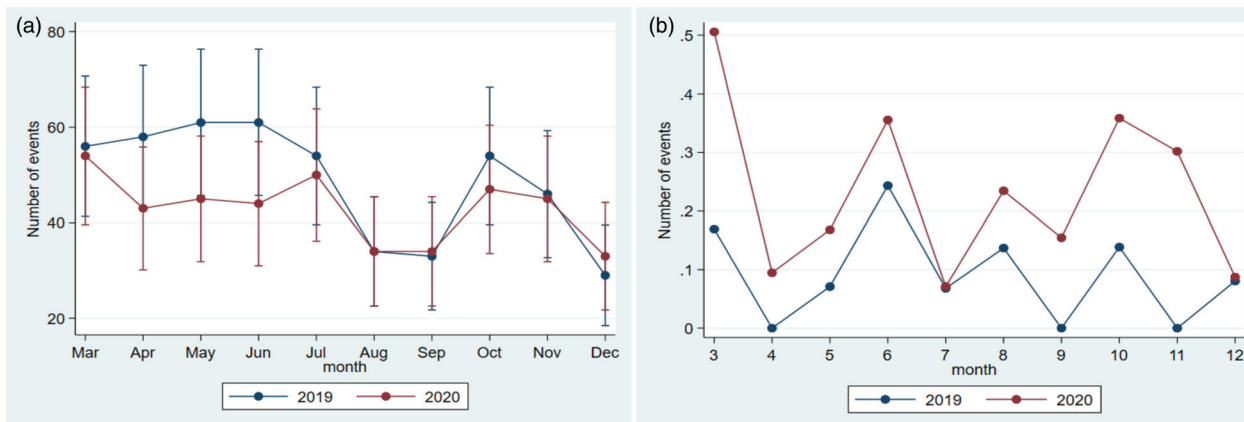 (a)
Number of events
80
60
40
20
Mar Apr May Jun Jul Aug Sep Oct Nov Dec
month
2019 2020
(b)
Number of events
.5
.4
.3
.2
.1
0
3 4 5 6 7 8 9 10 11 12
month
2019 2020